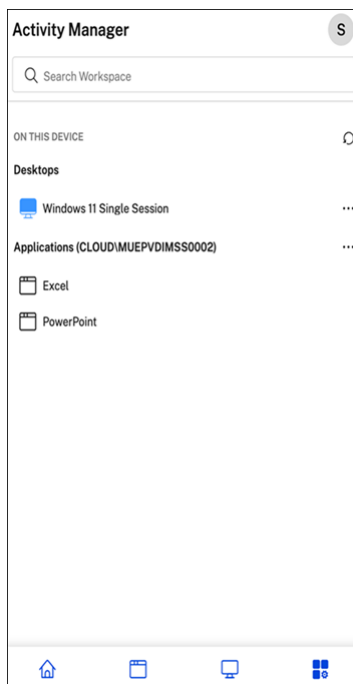 Activity Manager
S
Search Workspace
ON THIS DEVICE
Desktops
Windows 11 Single Session
Applications (CLOUD\MUEPVDIMSS0002)
Excel
PowerPoint